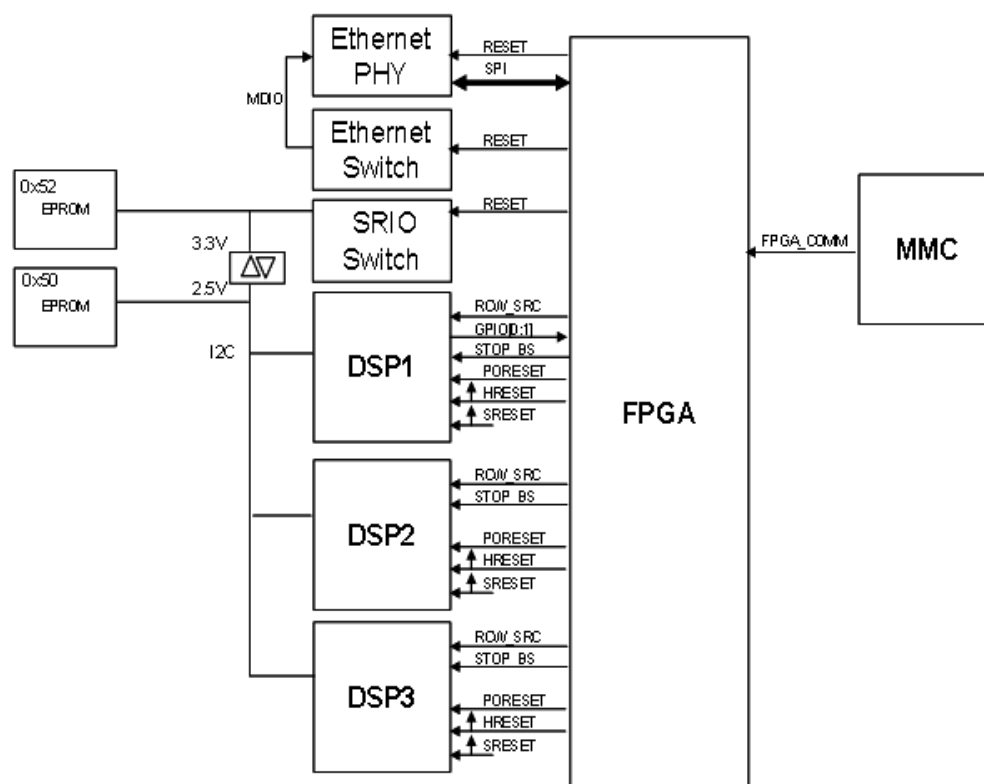 Ethernet
PHY
RESET
SPI
MDIO
Ethernet
Switch
RESET
0x52
EPROM
SRIO
Switch
RESET
FPGA_COMM
MMC
3.3V
2.5V
0x50
EPROM
I2C
DSP1
RCW_SRC
GPIO[0:1]
STOP_BS
PORESET
HRESET
SRESET
FPGA
DSP2
RCW_SRC
STOP_BS
PORESET
HRESET
SRESET
DSP3
RCW_SRC
STOP_BS
PORESET
HRESET
SRESET